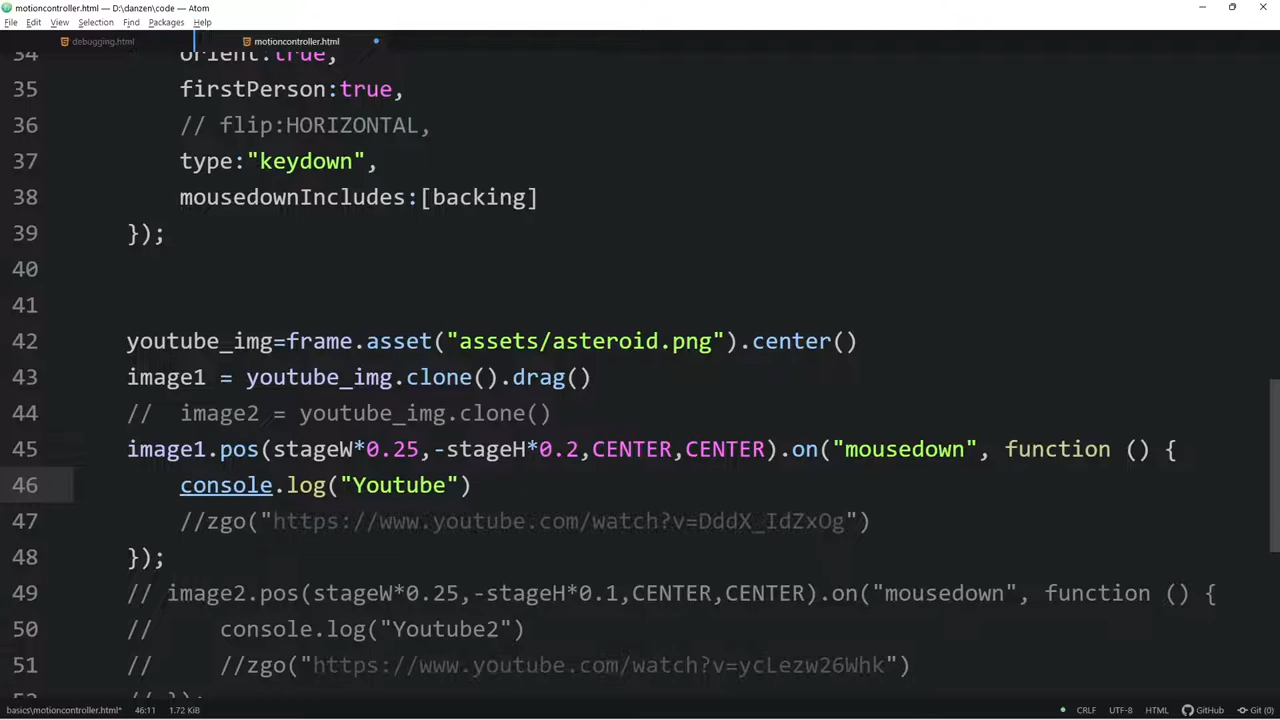 motioncontroller.html — D:\danzen\code — Atom
File Edit View Selection Find Packages Help
debugging.html motioncontroller.html
34 orient:true,
35 firstPerson:true,
36 // flip:HORIZONTAL,
37 type:"keydown",
38 mousedownIncludes:[backing]
39 });
40
41
42 youtube_img=frame.asset("assets/asteroid.png").center()
43 image1 = youtube_img.clone().drag()
44 //  image2 = youtube_img.clone()
45 image1.pos(stageW*0.25,-stageH*0.2,CENTER,CENTER).on("mousedown", function () {
46 console.log("Youtube")
47 //zgo("https://www.youtube.com/watch?v=DddX_IdZxOg")
48 });
49 // image2.pos(stageW*0.25,-stageH*0.1,CENTER,CENTER).on("mousedown", function () {
50 //     console.log("Youtube2")
51 //     //zgo("https://www.youtube.com/watch?v=ycLezw26Whk")
52 // });
basics\motioncontroller.html* 46:11 1.72 KiB CRLF UTF-8 HTML GitHub Git (0)